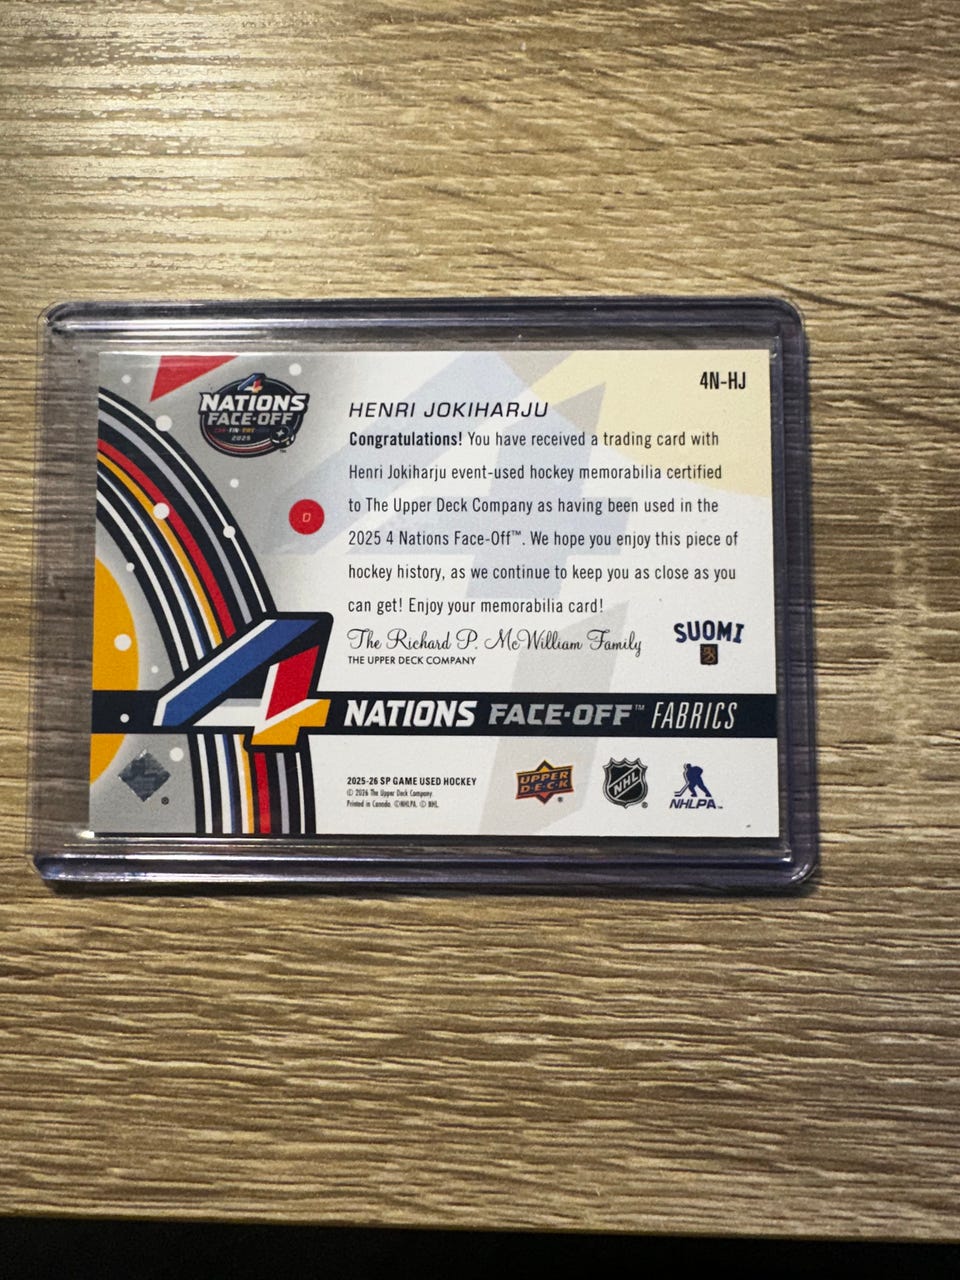 4N-HJ
NATIONS
FACE-OFF
2025
HENRI JOKIHARJU
Congratulations! You have received a trading card with
Henri Jokiharju event-used hockey memorabilia certified
to The Upper Deck Company as having been used in the
D
2025 4 Nations Face-Off™. We hope you enjoy this piece of
hockey history, as we continue to keep you as close as you
can get! Enjoy your memorabilia card!
The Richard P. McWilliam Family
THE UPPER DECK COMPANY
SUOMI
4 NATIONS FACE-OFF™ FABRICS
2025-26 SP GAME USED HOCKEY
© 2026 The Upper Deck Company
Printed in Canada. ©NHLPA. © NHL.
UPPER
D·E·C·K
®
NHL
®
NHLPA™
®